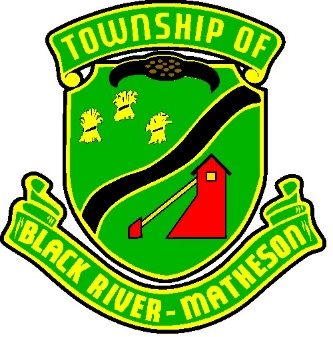 TOWNSHIP OF
BLACK RIVER - MATHESON